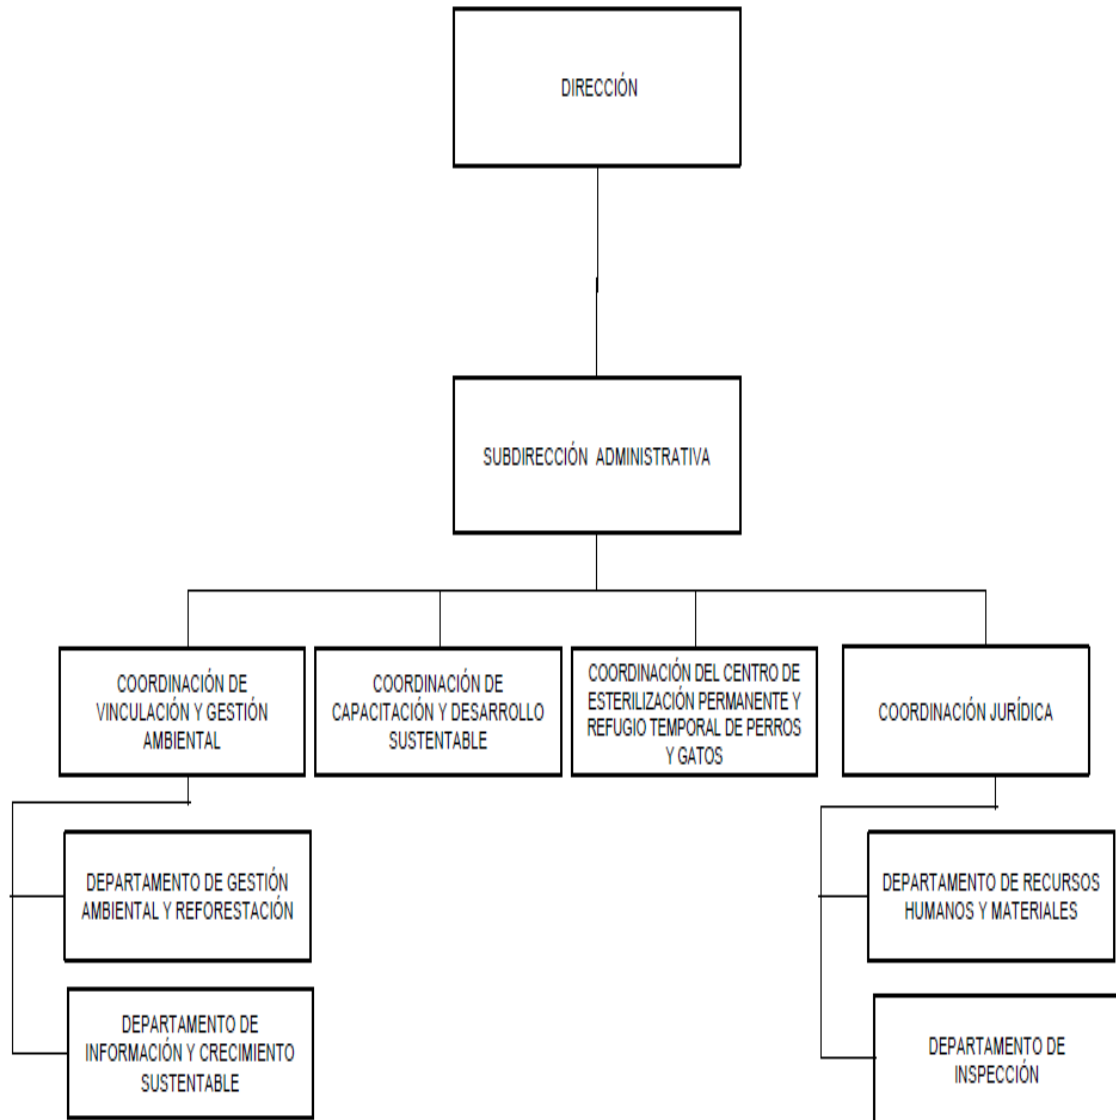 DIRECCIÓN
SUBDIRECCIÓN ADMINISTRATIVA
COORDINACIÓN DE
VINCULACIÓN Y GESTIÓN
AMBIENTAL
COORDINACIÓN DE
CAPACITACIÓN Y DESARROLLO
SUSTENTABLE
COORDINACIÓN DEL CENTRO DE
ESTERILIZACIÓN PERMANENTE Y
REFUGIO TEMPORAL DE PERROS
Y GATOS
COORDINACIÓN JURÍDICA
DEPARTAMENTO DE GESTIÓN
AMBIENTAL Y REFORESTACIÓN
DEPARTAMENTO DE RECURSOS
HUMANOS Y MATERIALES
DEPARTAMENTO DE
INFORMACIÓN Y CRECIMIENTO
SUSTENTABLE
DEPARTAMENTO DE
INSPECCIÓN